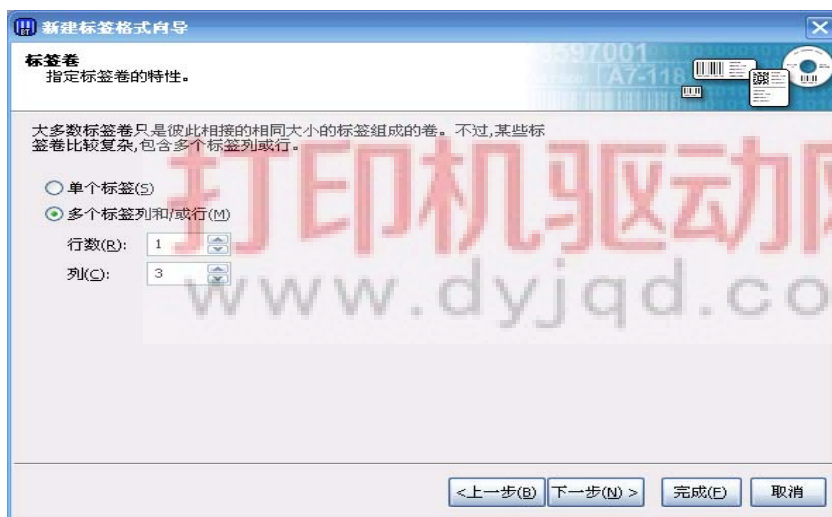 新建标签格式向导
标签卷
指定标签卷的特性。
3597001
A7-118
大多数标签卷只是彼此相接的相同大小的标签组成的卷。不过,某些标
签卷比较复杂,包含多个标签列或行。
单个标签(S)
多个标签列和/或行(M)
行数(R): 1
列(C): 3
打印机驱动网
www.dyjqd.co
<上一步(B) 下一步(N) > 完成(F) 取消